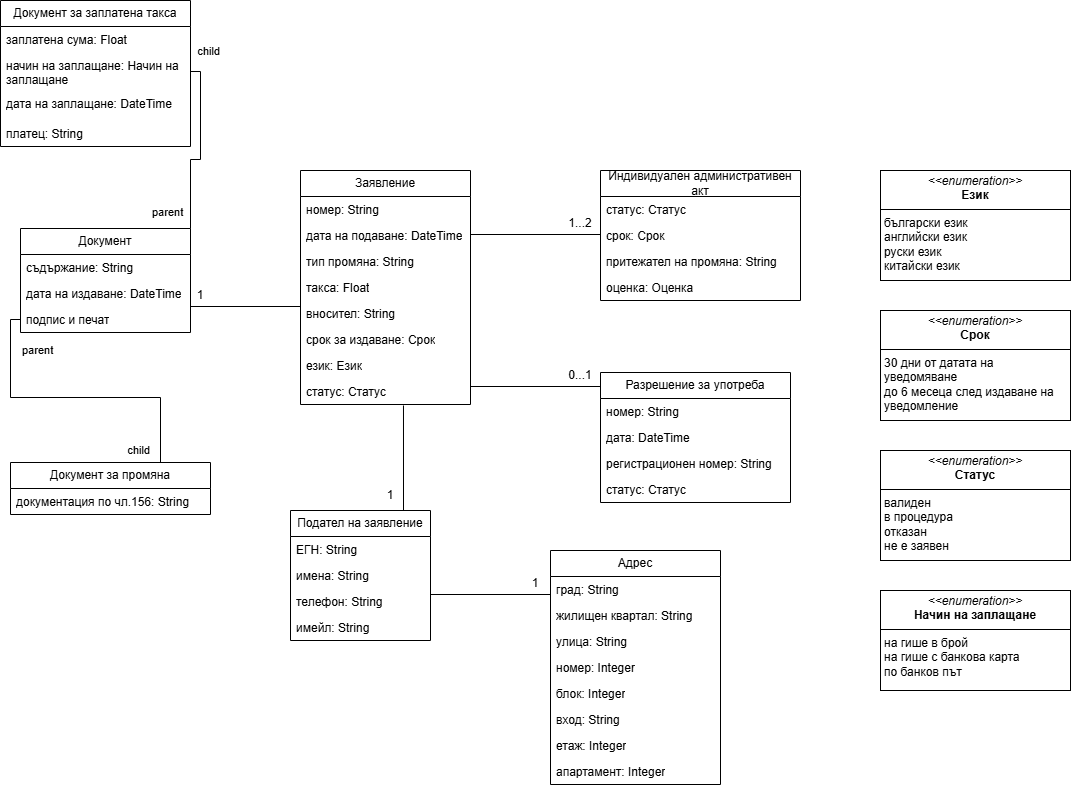 Документ за заплатена такса
заплатена сума: Float
начин на заплащане: Начин на
заплащане
дата на заплащане: DateTime
платец: String
child
parent
Документ
съдържание: String
дата на издаване: DateTime
подпис и печат
1
parent
child
Документ за промяна
документация по чл.156: String
Заявление
номер: String
дата на подаване: DateTime
тип промяна: String
такса: Float
вносител: String
срок за издаване: Срок
език: Език
статус: Статус
1...2
Индивидуален административен
акт
статус: Статус
срок: Срок
притежател на промяна: String
оценка: Оценка
0...1
Разрешение за употреба
номер: String
дата: DateTime
регистрационен номер: String
статус: Статус
1
Подател на заявление
ЕГН: String
имена: String
телефон: String
имейл: String
1
Адрес
град: String
жилищен квартал: String
улица: String
номер: Integer
блок: Integer
вход: String
етаж: Integer
апартамент: Integer
<<enumeration>>
Език
български език
английски език
руски език
китайски език
<<enumeration>>
Срок
30 дни от датата на
уведомяване
до 6 месеца след издаване на
уведомление
<<enumeration>>
Статус
валиден
в процедура
отказан
не е заявен
<<enumeration>>
Начин на заплащане
на гише в брой
на гише с банкова карта
по банков път